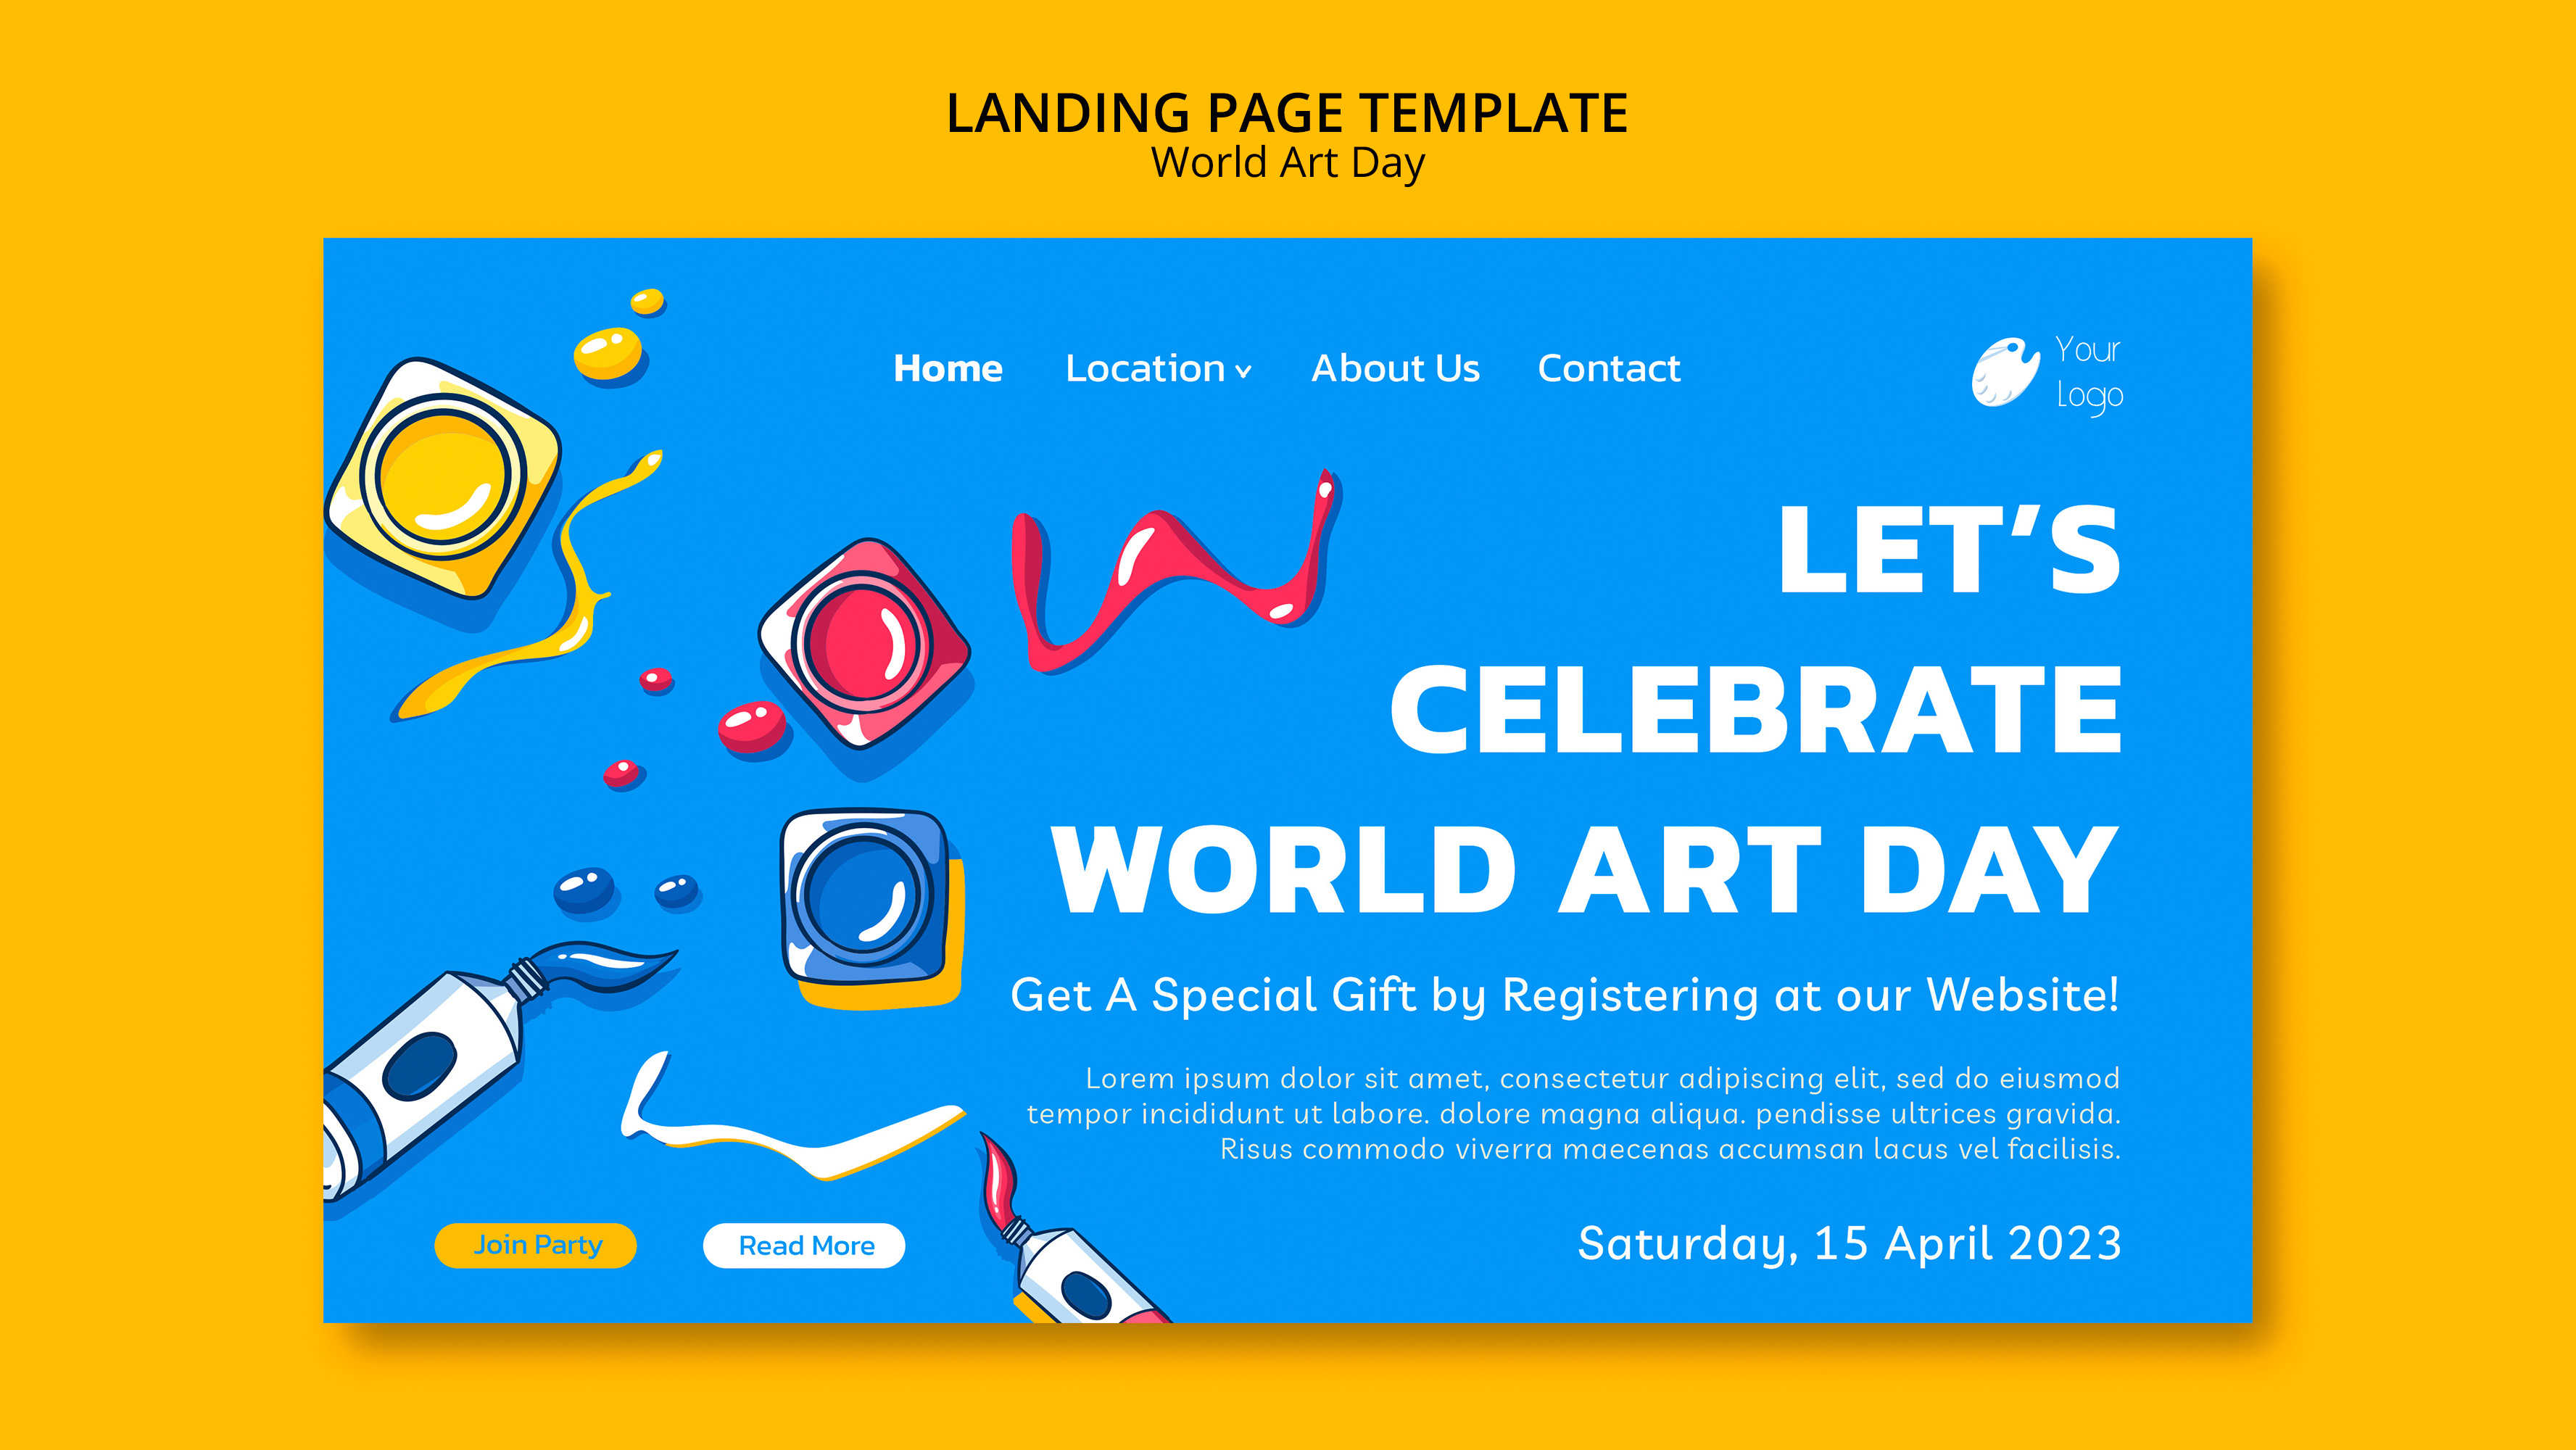 LANDING PAGE TEMPLATE
World Art Day
Home Location v About Us Contact
Your
Logo
LET’S
CELEBRATE
WORLD ART DAY
Get A Special Gift by Registering at our Website!
Lorem ipsum dolor sit amet, consectetur adipiscing elit, sed do eiusmod
tempor incididunt ut labore. dolore magna aliqua. pendisse ultrices gravida.
Risus commodo viverra maecenas accumsan lacus vel facilisis.
Join Party
Read More
Saturday, 15 April 2023